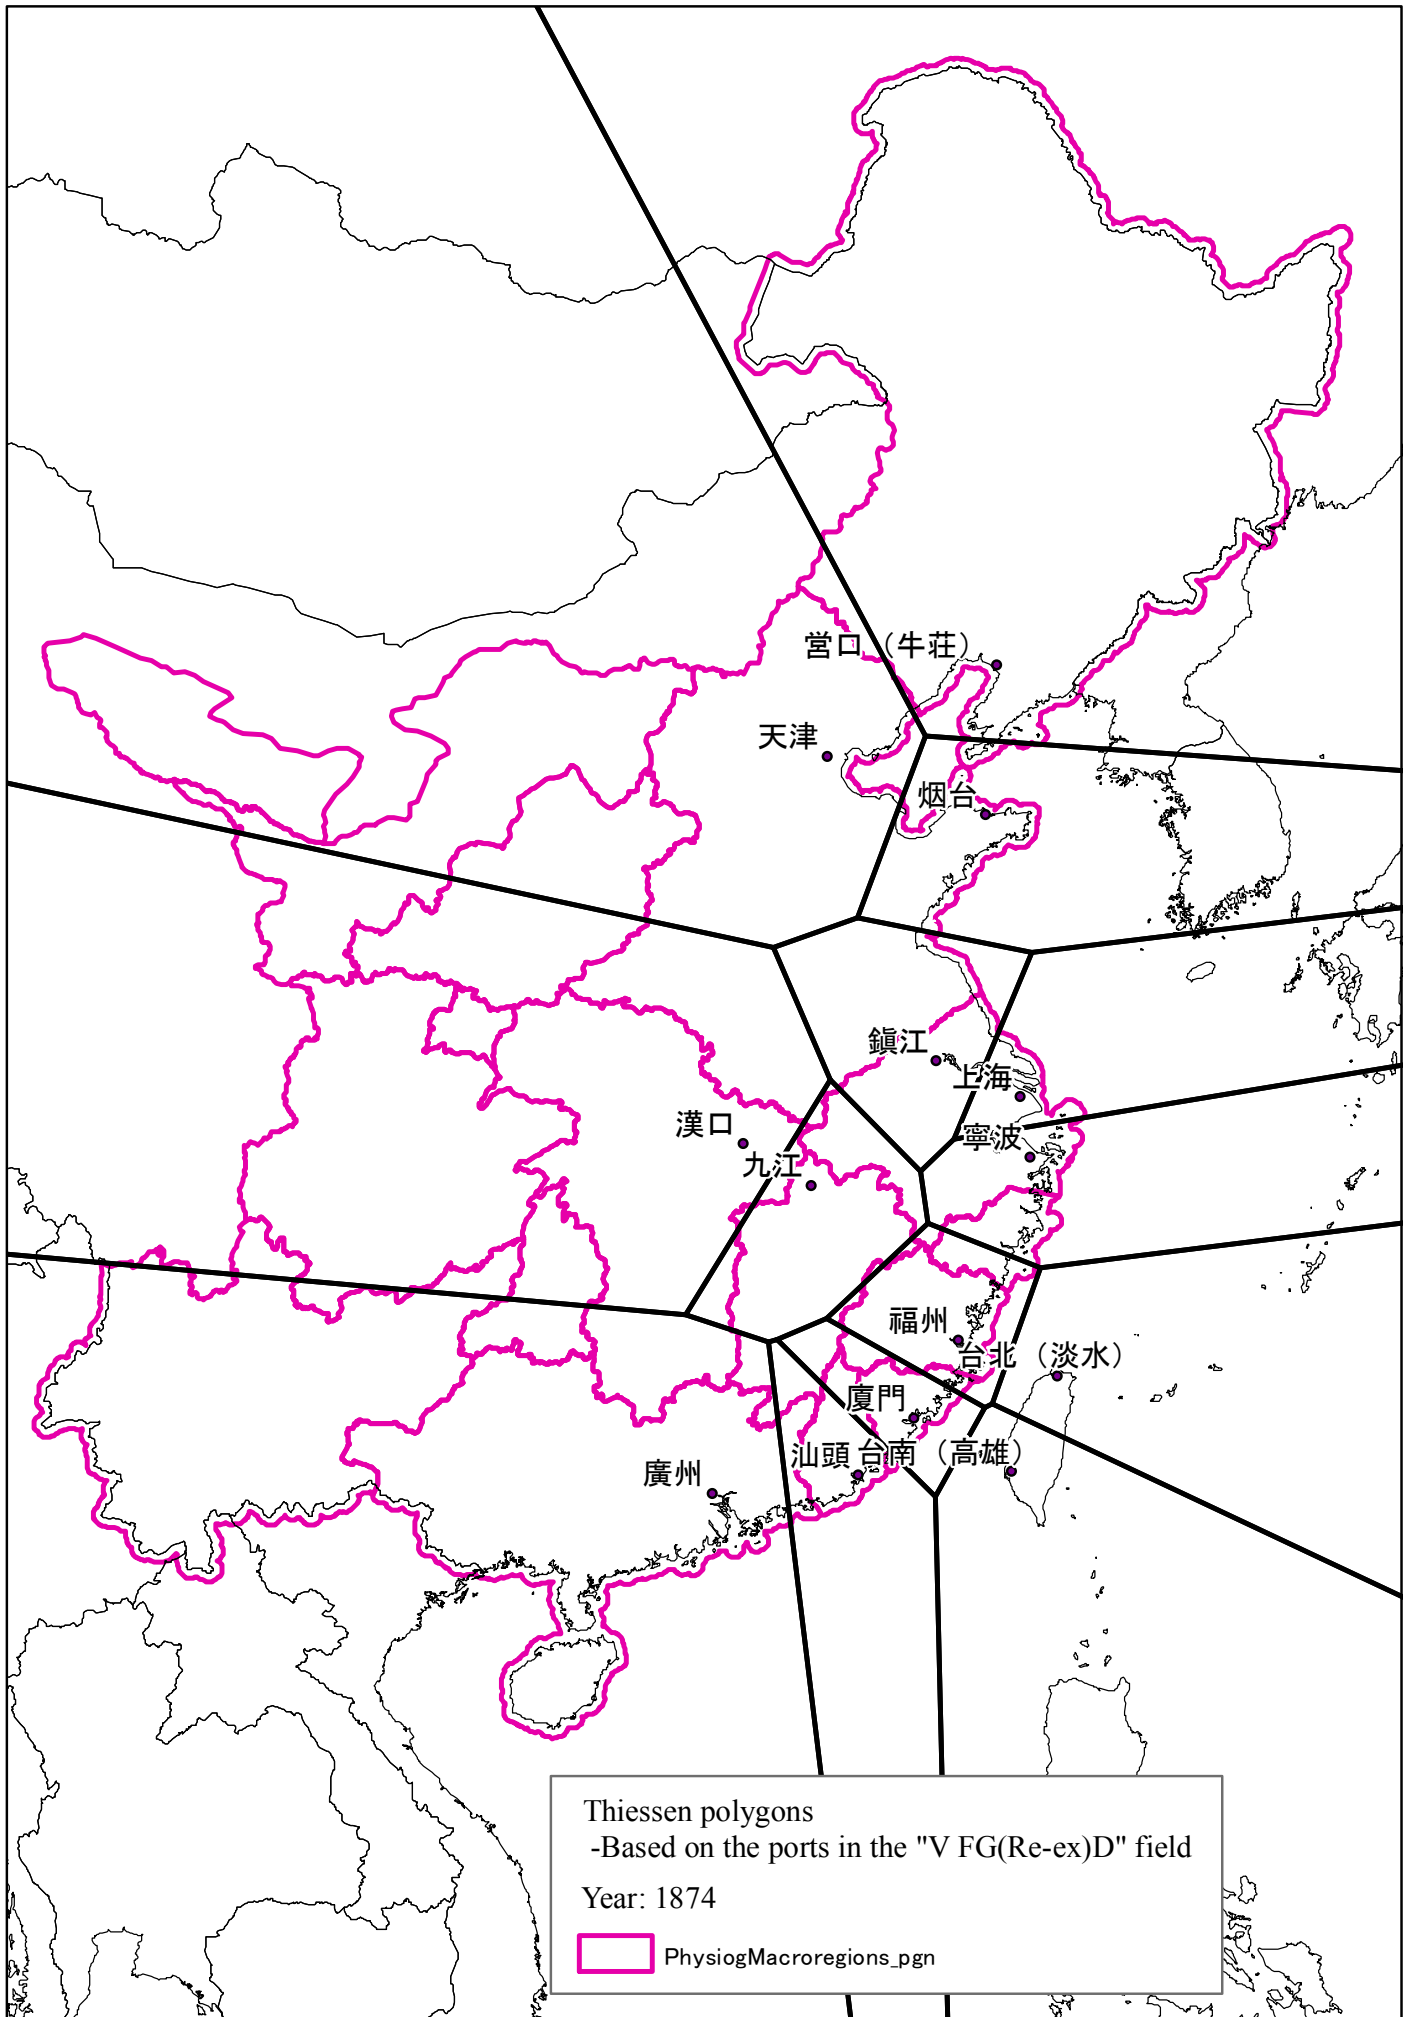 営口（牛荘）
天津
烟台
鎮江
上海
漢口
寧波
九江
福州
台北（淡水）
廈門
汕頭
台南（高雄）
廣州
Thiessen polygons
-Based on the ports in the "V FG(Re-ex)D" field
Year: 1874
PhysiogMacroregions_pgn